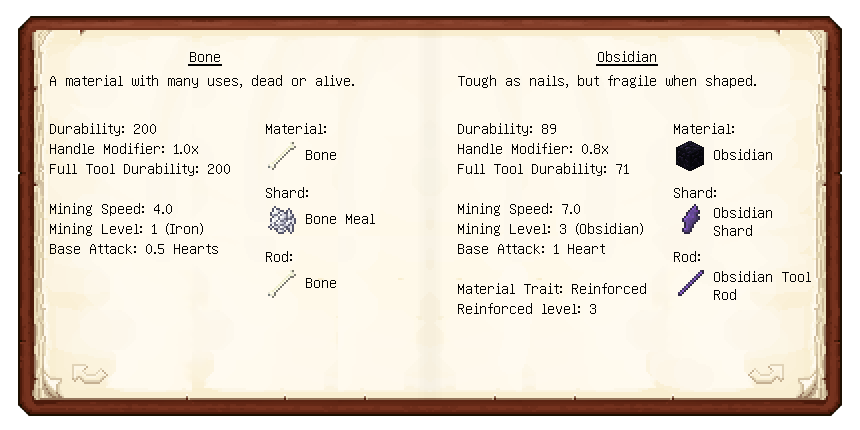 Bone
A material with many uses, dead or alive.
Durability: 200
Handle Modifier: 1.0x
Full Tool Durability: 200
Mining Speed: 4.0
Mining Level: 1 (Iron)
Base Attack: 0.5 Hearts
Material:
Bone
Shard:
Bone Meal
Rod:
Bone
Obsidian
Tough as nails, but fragile when shaped.
Durability: 89
Handle Modifier: 0.8x
Full Tool Durability: 71
Mining Speed: 7.0
Mining Level: 3 (Obsidian)
Base Attack: 1 Heart
Material Trait: Reinforced
Reinforced level: 3
Material:
Obsidian
Shard:
Obsidian
Shard
Rod:
Obsidian Tool
Rod